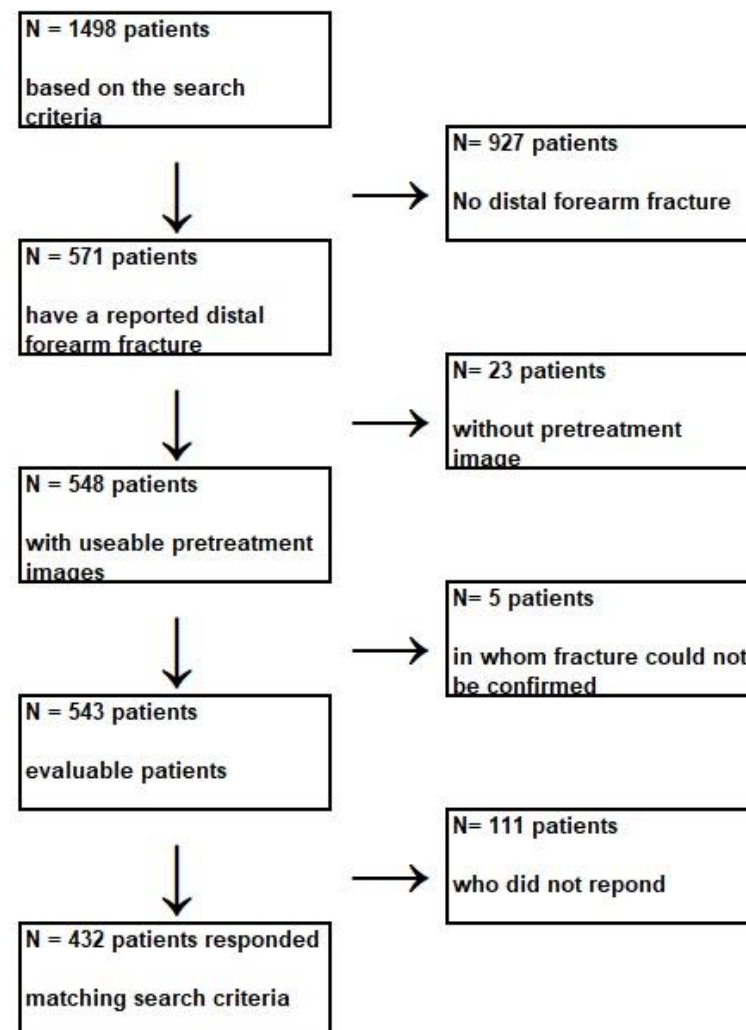 N = 1498 patients
based on the search
criteria
N= 927 patients
No distal forearm fracture
N = 571 patients
have a reported distal
forearm fracture
N= 23 patients
without pretreatment
image
N = 548 patients
with useable pretreatment
images
N= 5 patients
in whom fracture could not
be confirmed
N = 543 patients
evaluable patients
N= 111 patients
who did not repond
N = 432 patients responded
matching search criteria